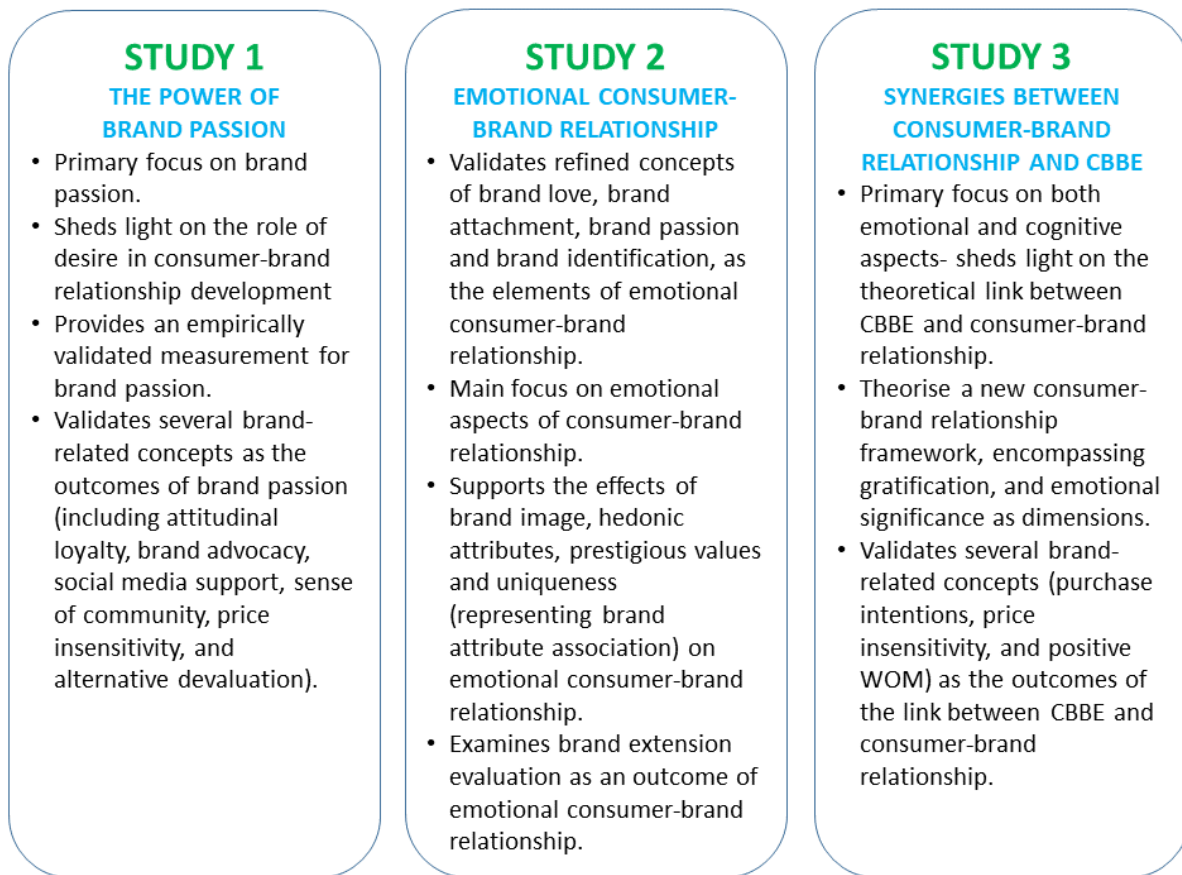 STUDY 1
THE POWER OF
BRAND PASSION
• Primary focus on brand
passion.
• Sheds light on the role of
desire in consumer-brand
relationship development
• Provides an empirically
validated measurement for
brand passion.
• Validates several brand-
related concepts as the
outcomes of brand passion
(including attitudinal
loyalty, brand advocacy,
social media support, sense
of community, price
insensitivity, and
alternative devaluation).
STUDY 2
EMOTIONAL CONSUMER-
BRAND RELATIONSHIP
• Validates refined concepts
of brand love, brand
attachment, brand passion
and brand identification, as
the elements of emotional
consumer-brand
relationship.
• Main focus on emotional
aspects of consumer-brand
relationship.
• Supports the effects of
brand image, hedonic
attributes, prestigious values
and uniqueness
(representing brand
attribute association) on
emotional consumer-brand
relationship.
• Examines brand extension
evaluation as an outcome of
emotional consumer-brand
relationship.
STUDY 3
SYNERGIES BETWEEN
CONSUMER-BRAND
RELATIONSHIP AND CBBE
• Primary focus on both
emotional and cognitive
aspects- sheds light on the
theoretical link between
CBBE and consumer-brand
relationship.
• Theorise a new consumer-
brand relationship
framework, encompassing
gratification, and emotional
significance as dimensions.
• Validates several brand-
related concepts (purchase
intentions, price
insensitivity, and positive
WOM) as the outcomes of
the link between CBBE and
consumer-brand
relationship.